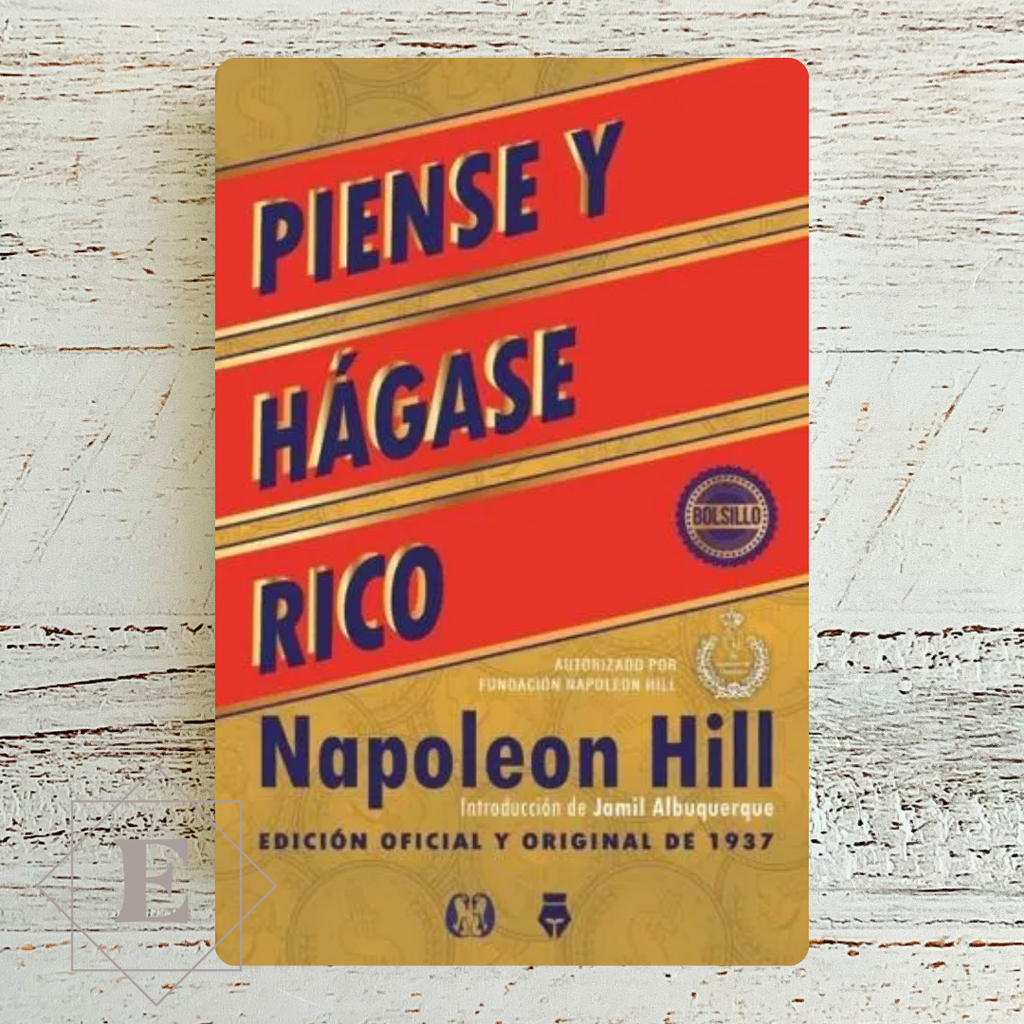 PIENSE Y
HÁGASE
RICO
BOLSILLO
AUTORIZADO POR
FUNDACIÓN NAPOLEON HILL
Napoleon Hill
Introducción de Jamil Albuquerque
EDICIÓN OFICIAL Y ORIGINAL DE 1937
E